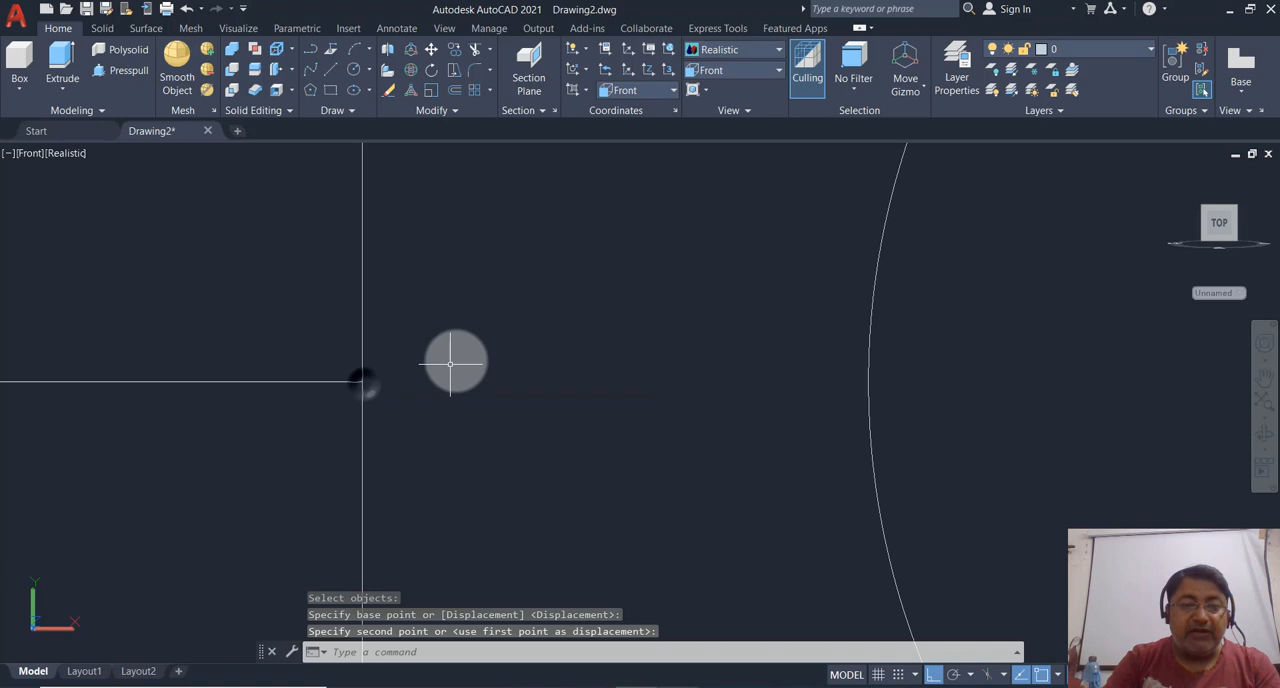 Autodesk AutoCAD 2021 Drawing2.dwg
Type a keyword or phrase
Sign In
Home Solid Surface Mesh Visualize Parametric Insert Annotate View Manage Output Add-ins Collaborate Express Tools Featured Apps
Box
Extrude
Polysolid
Presspull
Smooth
Object
Section
Plane
Front
Realistic
Front
Culling
No Filter
Move
Gizmo
Layer
Properties
0
Group
Base
Modeling Mesh Solid Editing Draw Modify Section Coordinates View Selection Layers Groups View
Start Drawing2*
[−][Front][Realistic]
TOP
Unnamed
Y
X
Select objects:
Specify base point or [Displacement] <Displacement>:
Specify second point or <use first point as displacement>:
Type a command
Model Layout1 Layout2
MODEL